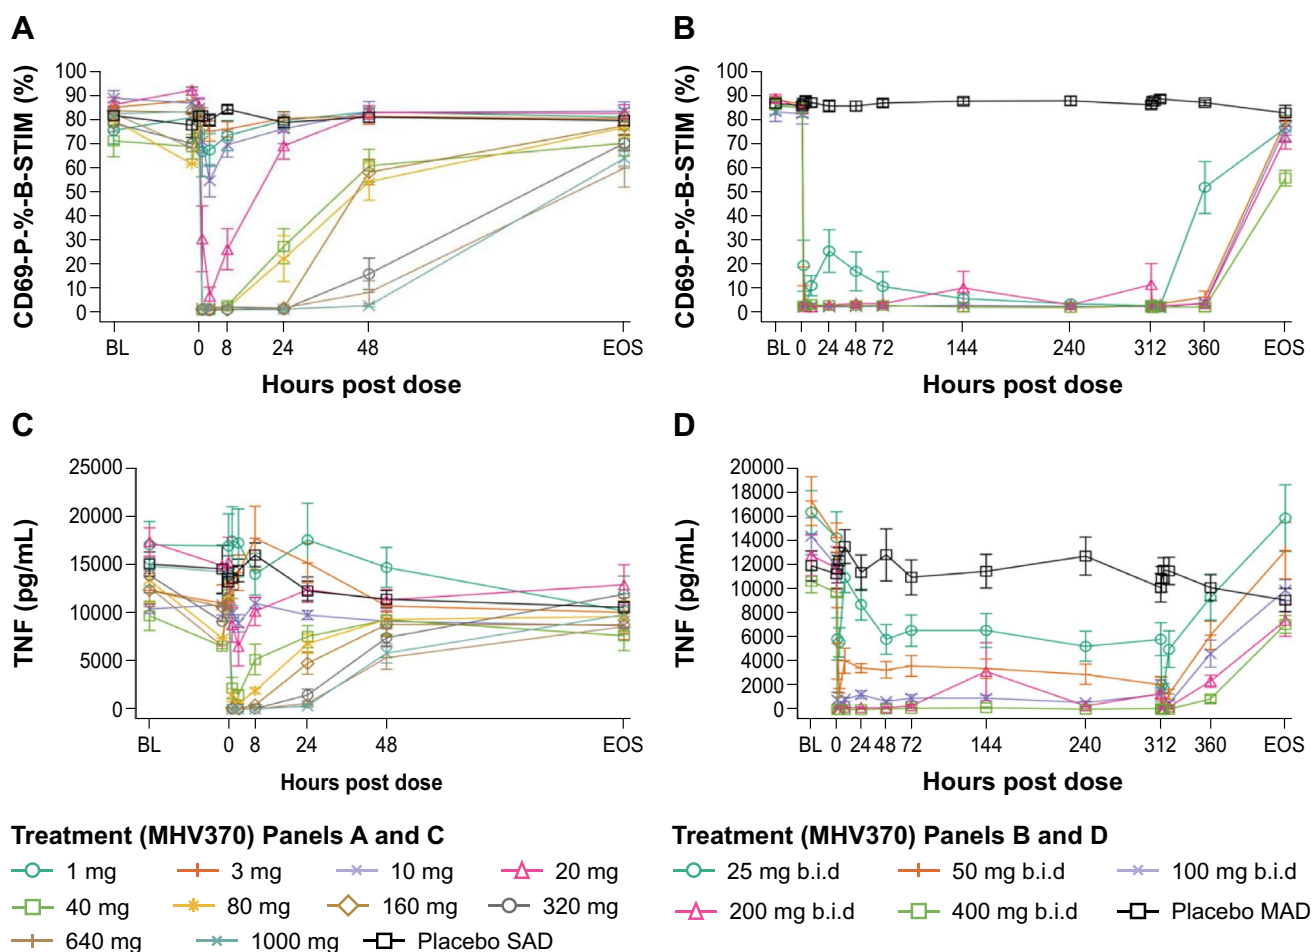 A
CD69-P-%-B-STIM (%)
100
90
80
70
60
50
40
30
20
10
0
BL 0 8 24 48 EOS
Hours post dose
B
CD69-P-%-B-STIM (%)
100
90
80
70
60
50
40
30
20
10
0
BL 0 24 48 72 144 240 312 360 EOS
Hours post dose
C
TNF (pg/mL)
25000
20000
15000
10000
5000
0
BL 0 8 24 48 EOS
Hours post dose
D
TNF (pg/mL)
20000
18000
16000
14000
12000
10000
8000
6000
4000
2000
0
BL 0 24 48 72 144 240 312 360 EOS
Hours post dose
Treatment (MHV370) Panels A and C
1 mg 3 mg 10 mg 20 mg
40 mg 80 mg 160 mg 320 mg
640 mg 1000 mg Placebo SAD
Treatment (MHV370) Panels B and D
25 mg b.i.d 50 mg b.i.d 100 mg b.i.d
200 mg b.i.d 400 mg b.i.d Placebo MAD